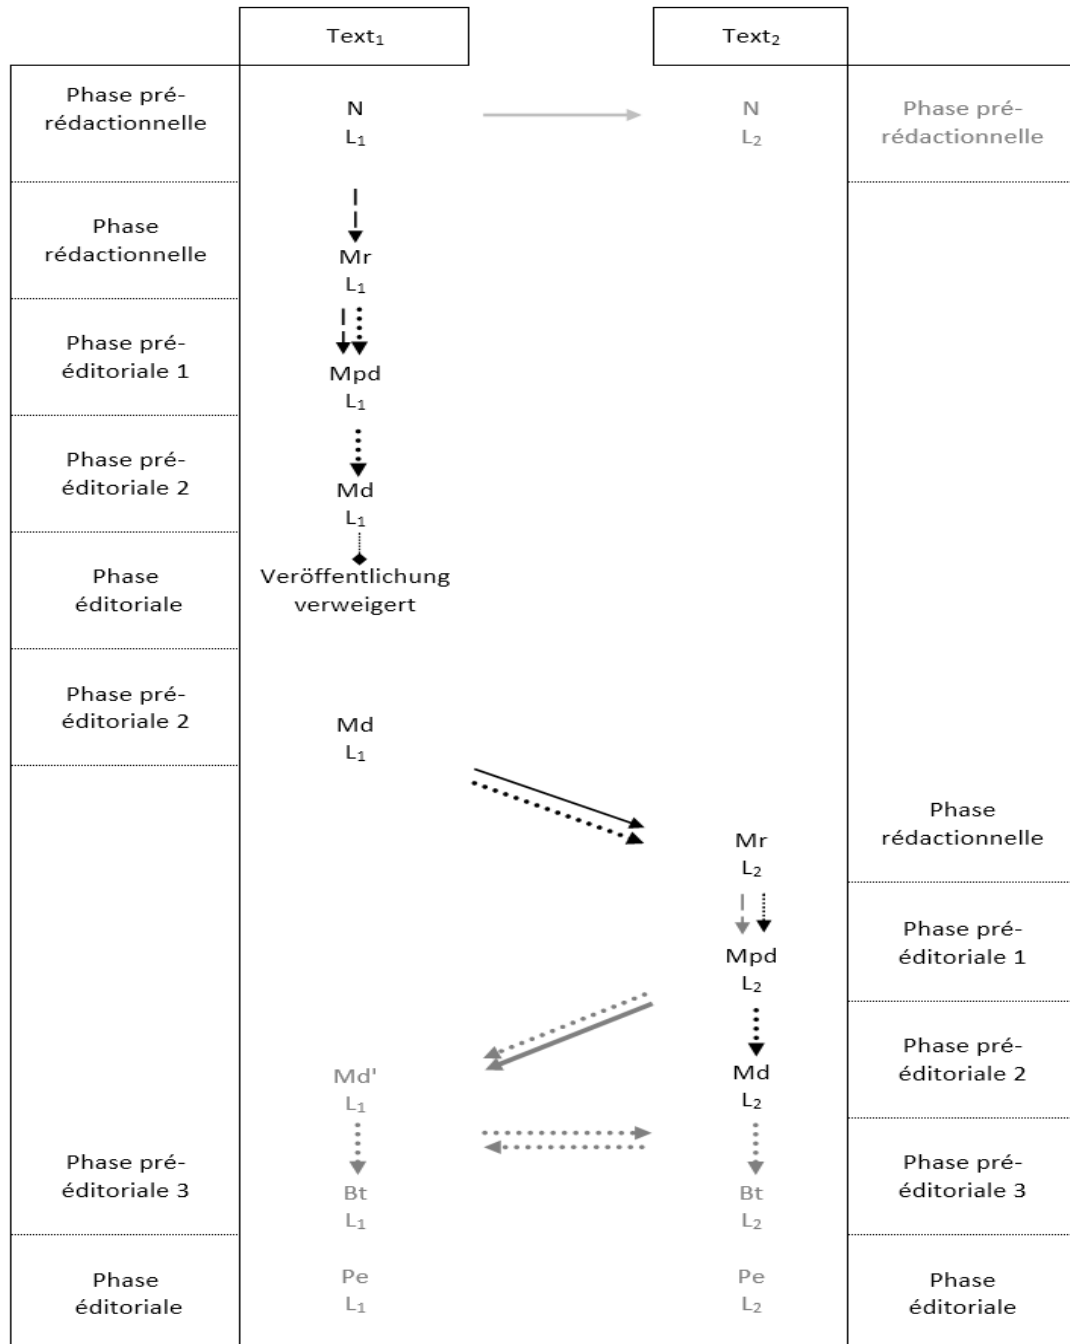 Text₁
Text₂
Phase pré-
rédactionnelle
N
L₁
N
L₂
Phase pré-
rédactionnelle
Phase
rédactionnelle
Mr
L₁
Phase pré-
éditoriale 1
Mpd
L₁
Phase pré-
éditoriale 2
Md
L₁
Phase
éditoriale
Veröffentlichung
verweigert
Phase pré-
éditoriale 2
Md
L₁
Mr
L₂
Phase
rédactionnelle
Mpd
L₂
Phase pré-
éditoriale 1
Md'
L₁
Md
L₂
Phase pré-
éditoriale 2
Phase pré-
éditoriale 3
Bt
L₁
Bt
L₂
Phase pré-
éditoriale 3
Phase
éditoriale
Pe
L₁
Pe
L₂
Phase
éditoriale